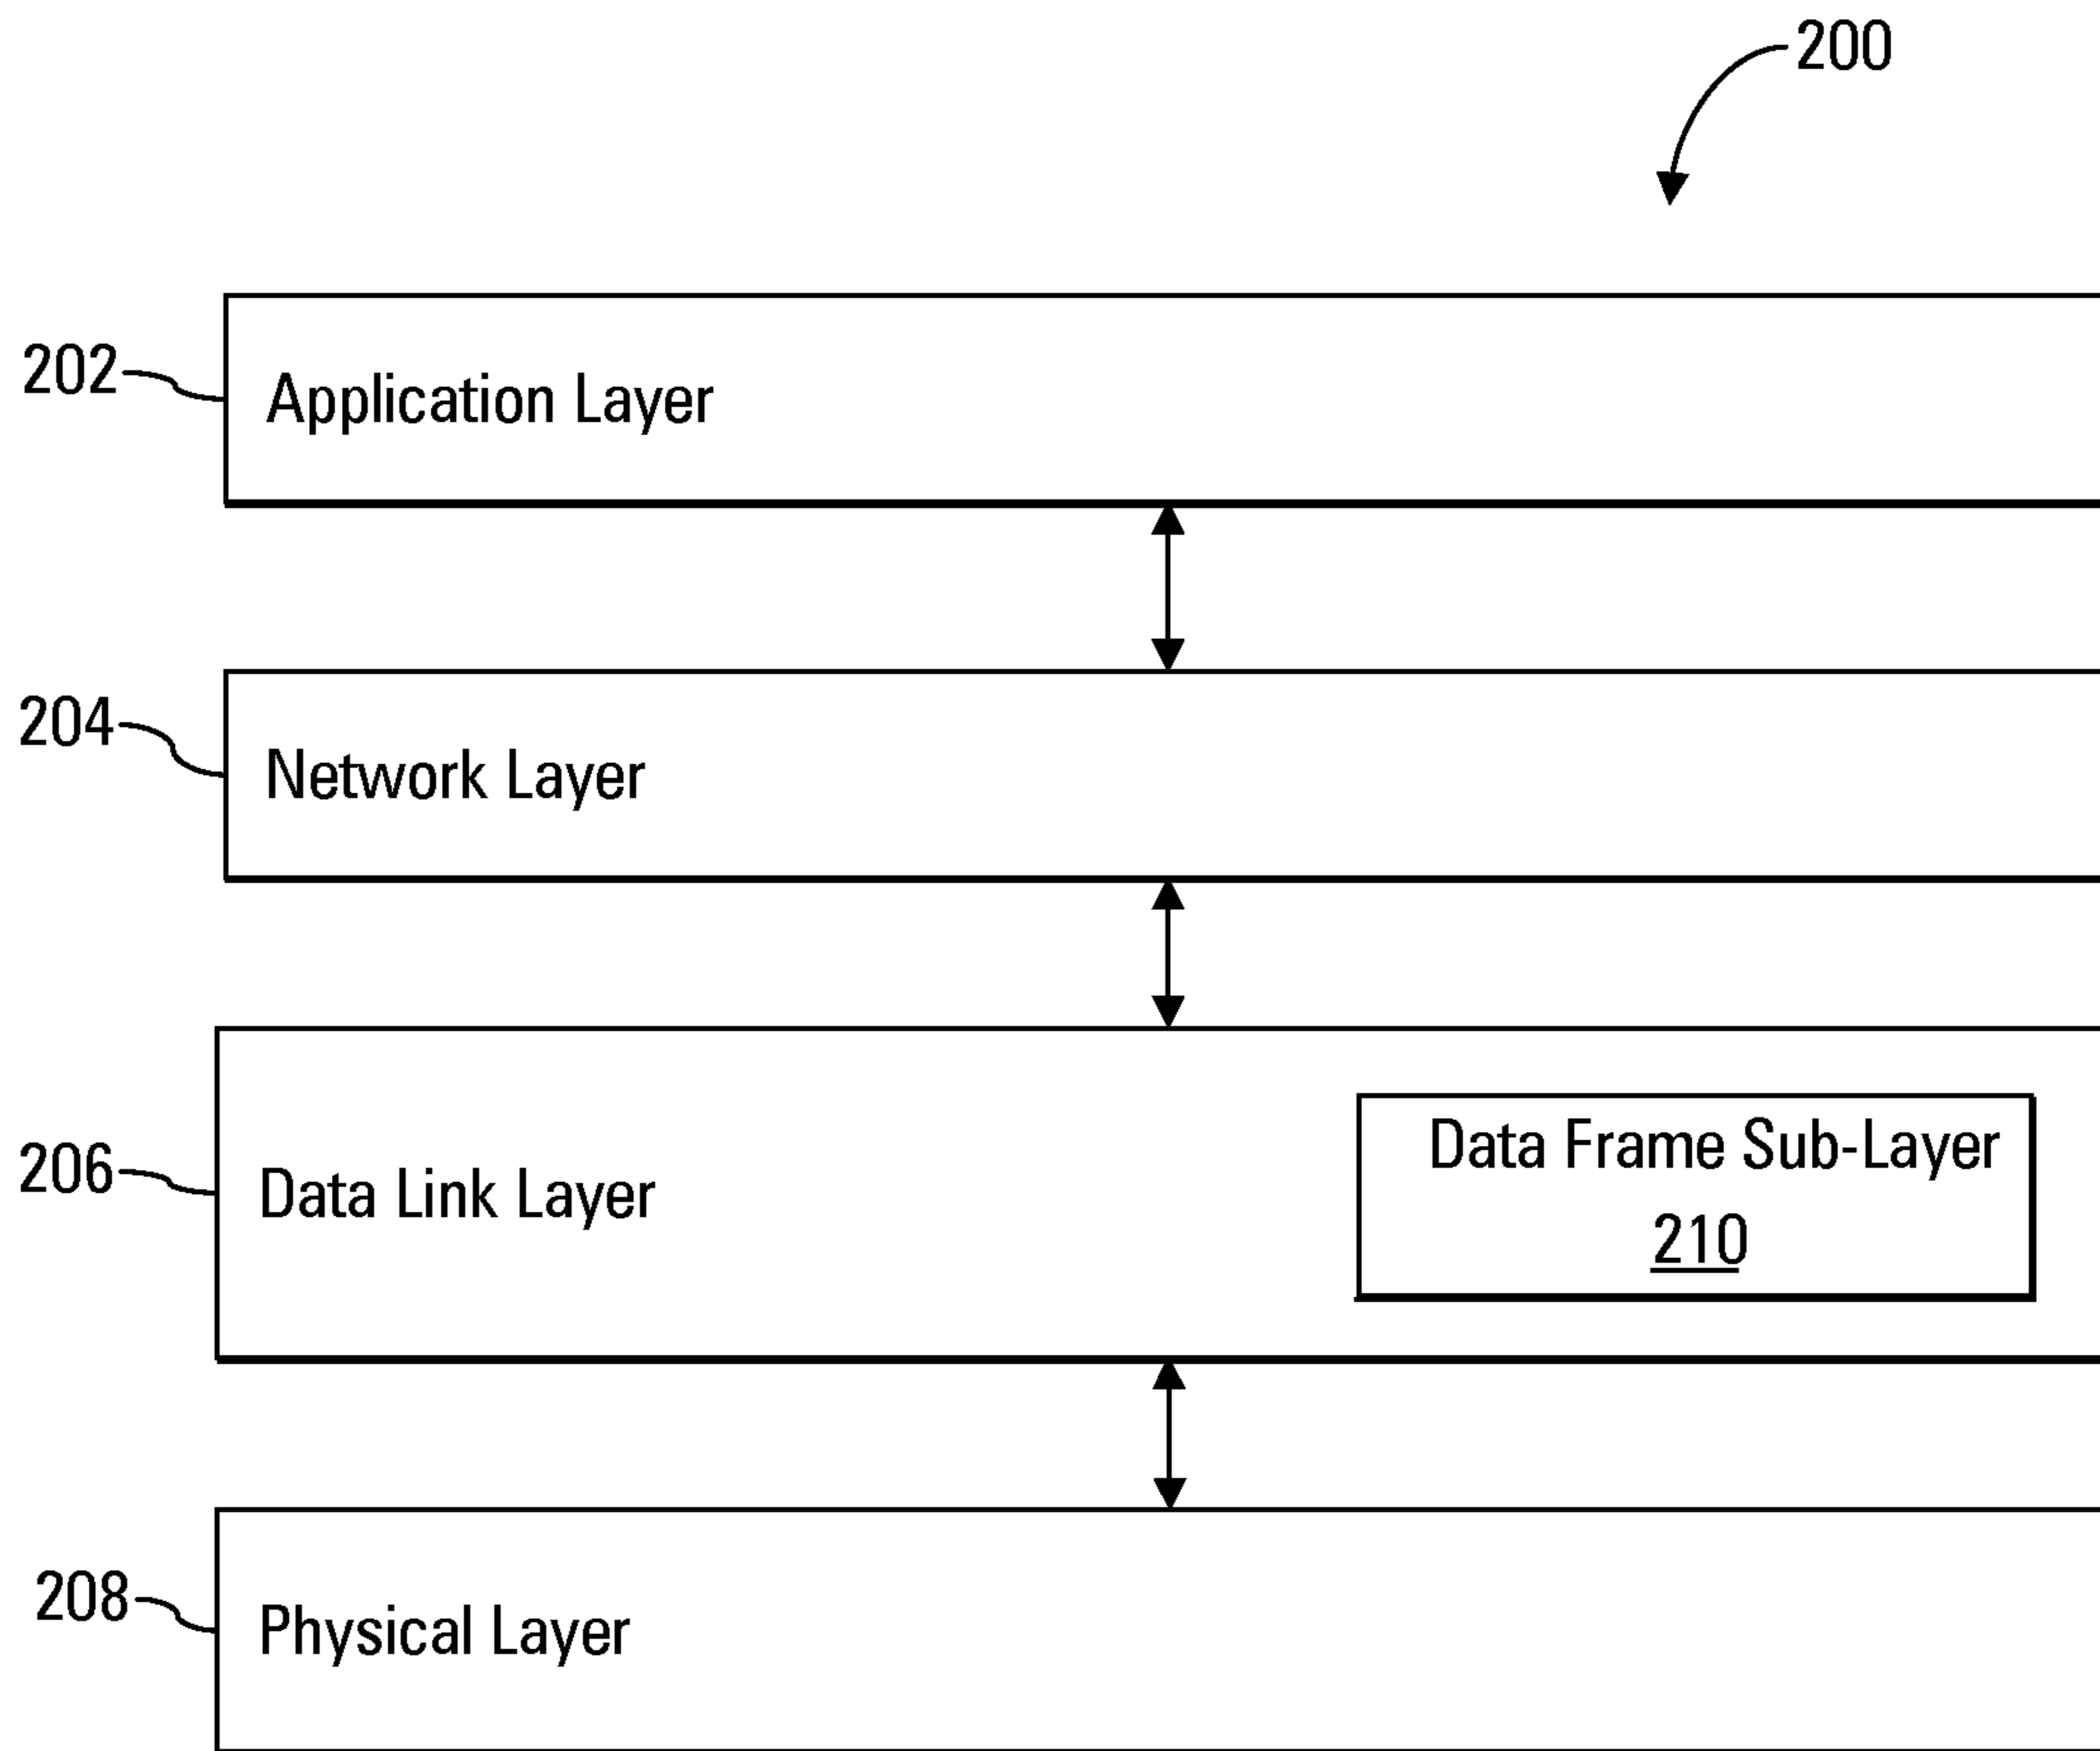 200
202
Application Layer
204
Network Layer
206
Data Link Layer
Data Frame Sub-Layer
210
208
Physical Layer